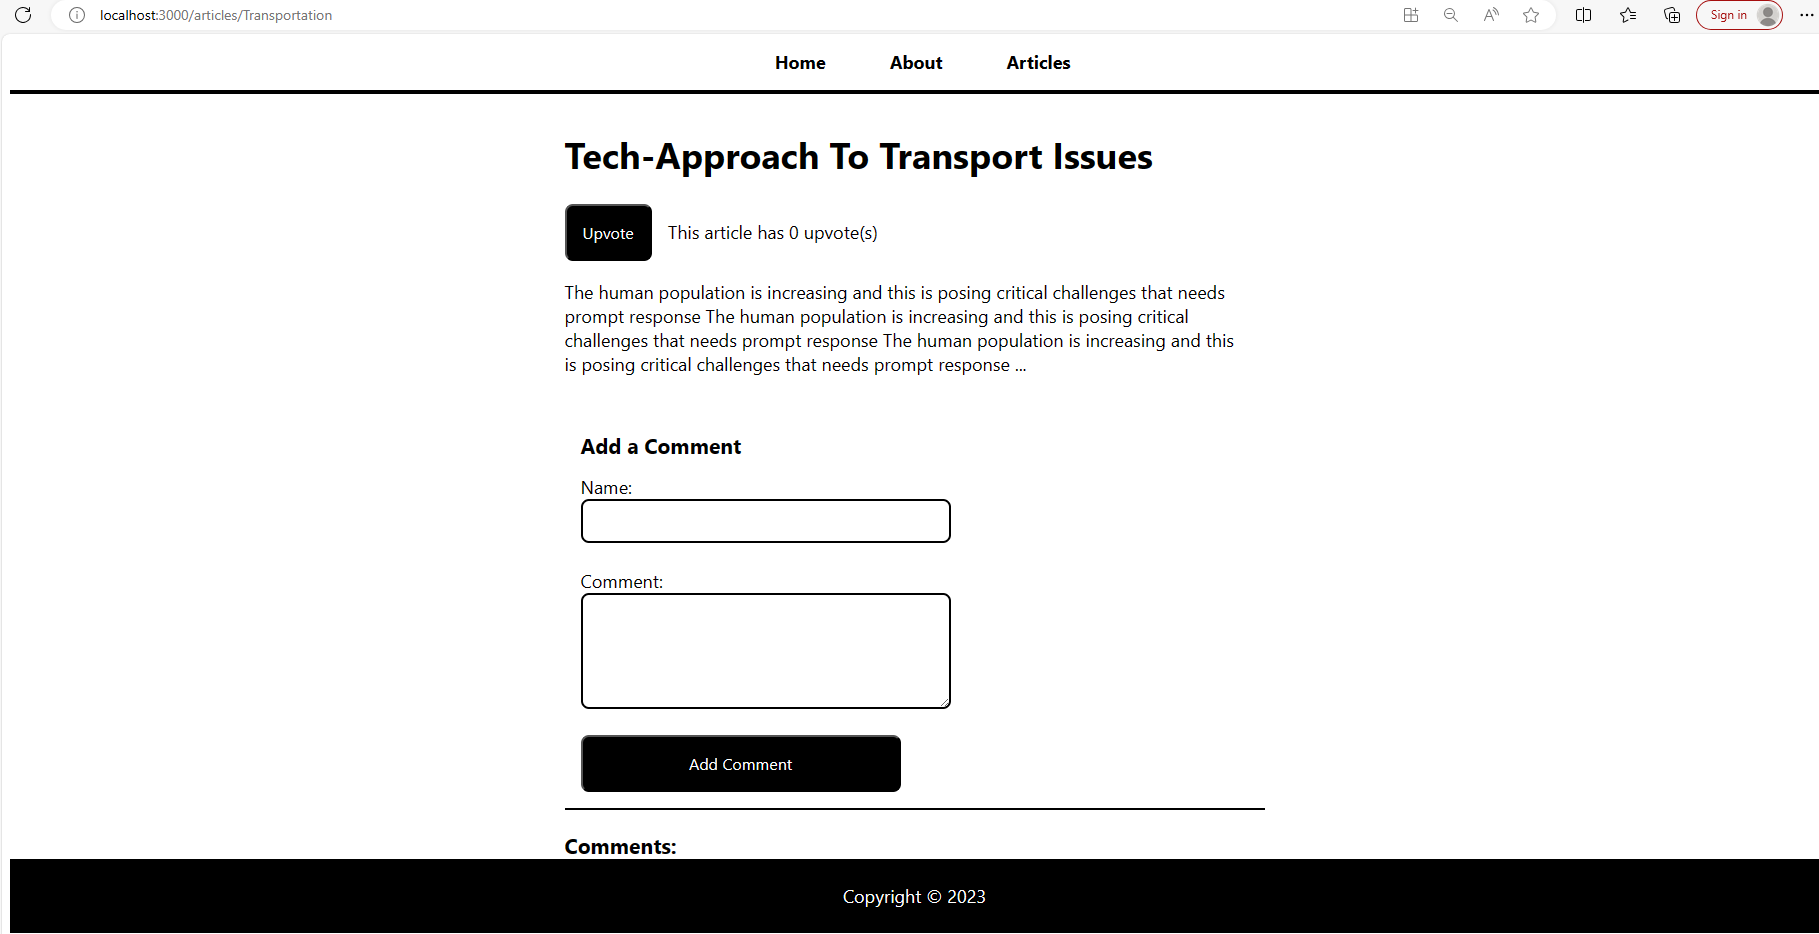 localhost:3000/articles/Transportation
Sign in
Home About Articles
Tech-Approach To Transport Issues
Upvote This article has 0 upvote(s)
The human population is increasing and this is posing critical challenges that needs
prompt response The human population is increasing and this is posing critical
challenges that needs prompt response The human population is increasing and this
is posing critical challenges that needs prompt response ...
Add a Comment
Name:
Comment:
Add Comment
Comments:
Copyright © 2023